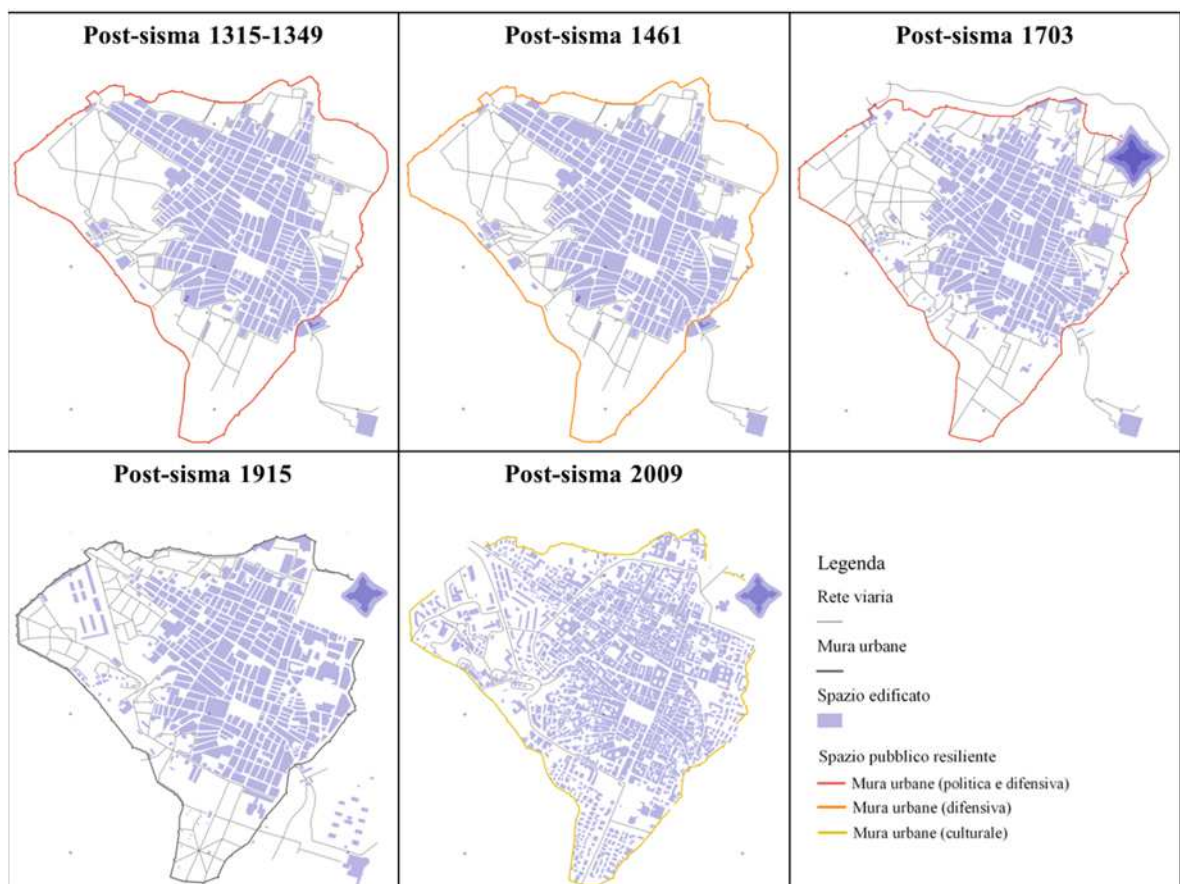 Post-sisma 1315-1349
Post-sisma 1461
Post-sisma 1703
Post-sisma 1915
Post-sisma 2009
Legenda
Rete viaria
Mura urbane
Spazio edificato
Spazio pubblico resiliente
Mura urbane (politica e difensiva)
Mura urbane (difensiva)
Mura urbane (culturale)